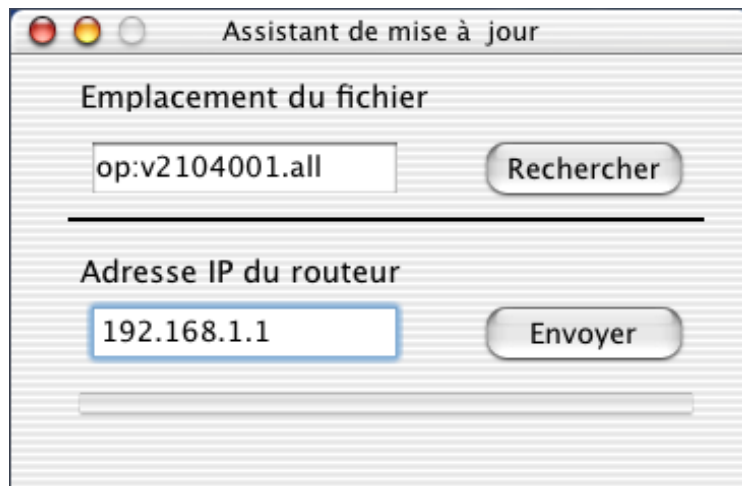 Assistant de mise à jour
Emplacement du fichier
op:v2104001.all
Rechercher
Adresse IP du routeur
192.168.1.1
Envoyer